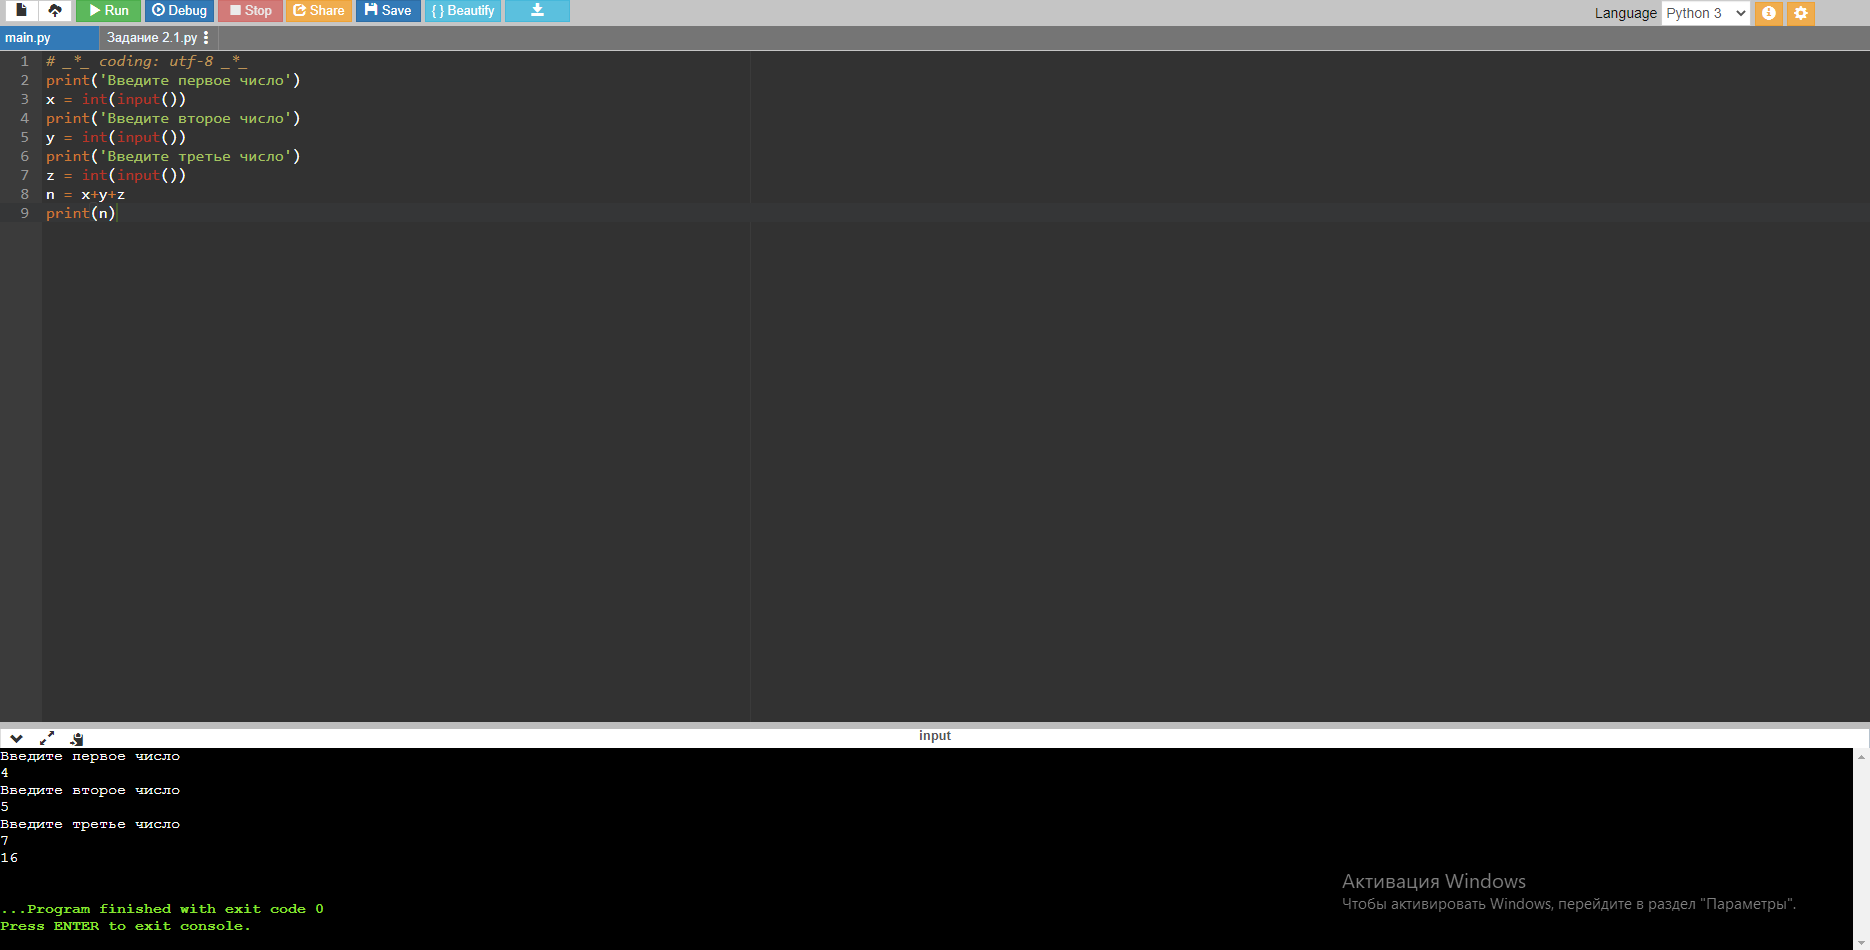 Run Debug Stop Share Save { } Beautify Language Python 3
main.py Задание 2.1.py
1 # _*_ coding: utf-8 _*_
2 print('Введите первое число')
3 x = int(input())
4 print('Введите второе число')
5 y = int(input())
6 print('Введите третье число')
7 z = int(input())
8 n = x+y+z
9 print(n)
input
Введите первое число
4
Введите второе число
5
Введите третье число
7
16
...Program finished with exit code 0
Press ENTER to exit console.
Активация Windows
Чтобы активировать Windows, перейдите в раздел "Параметры".